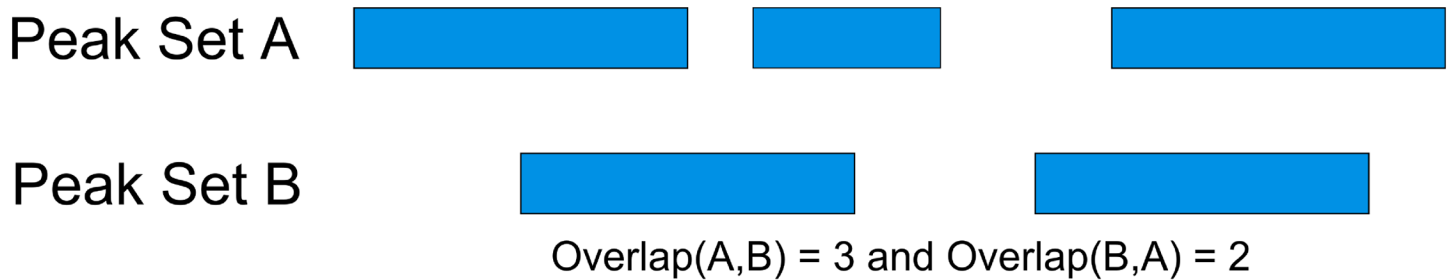 Peak Set A
Peak Set B
Overlap(A,B) = 3 and Overlap(B,A) = 2